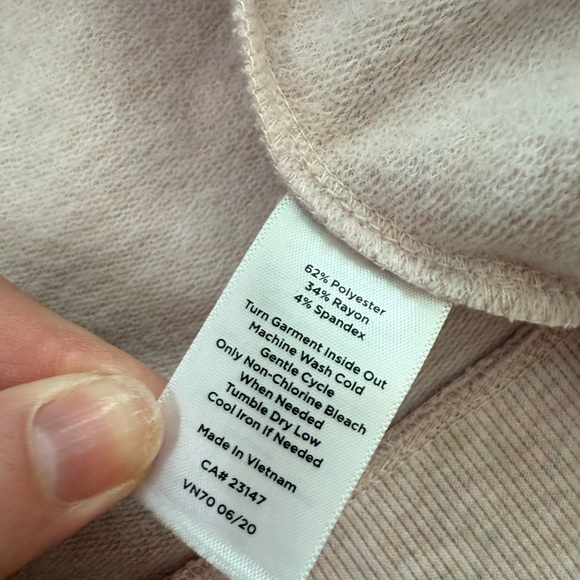 62% Polyester
34% Rayon
4% Spandex
Turn Garment Inside Out
Machine Wash Cold
Gentle Cycle
Only Non-Chlorine Bleach
When Needed
Tumble Dry Low
Cool Iron If Needed
Made in Vietnam
CA# 23147
VN70 06/20